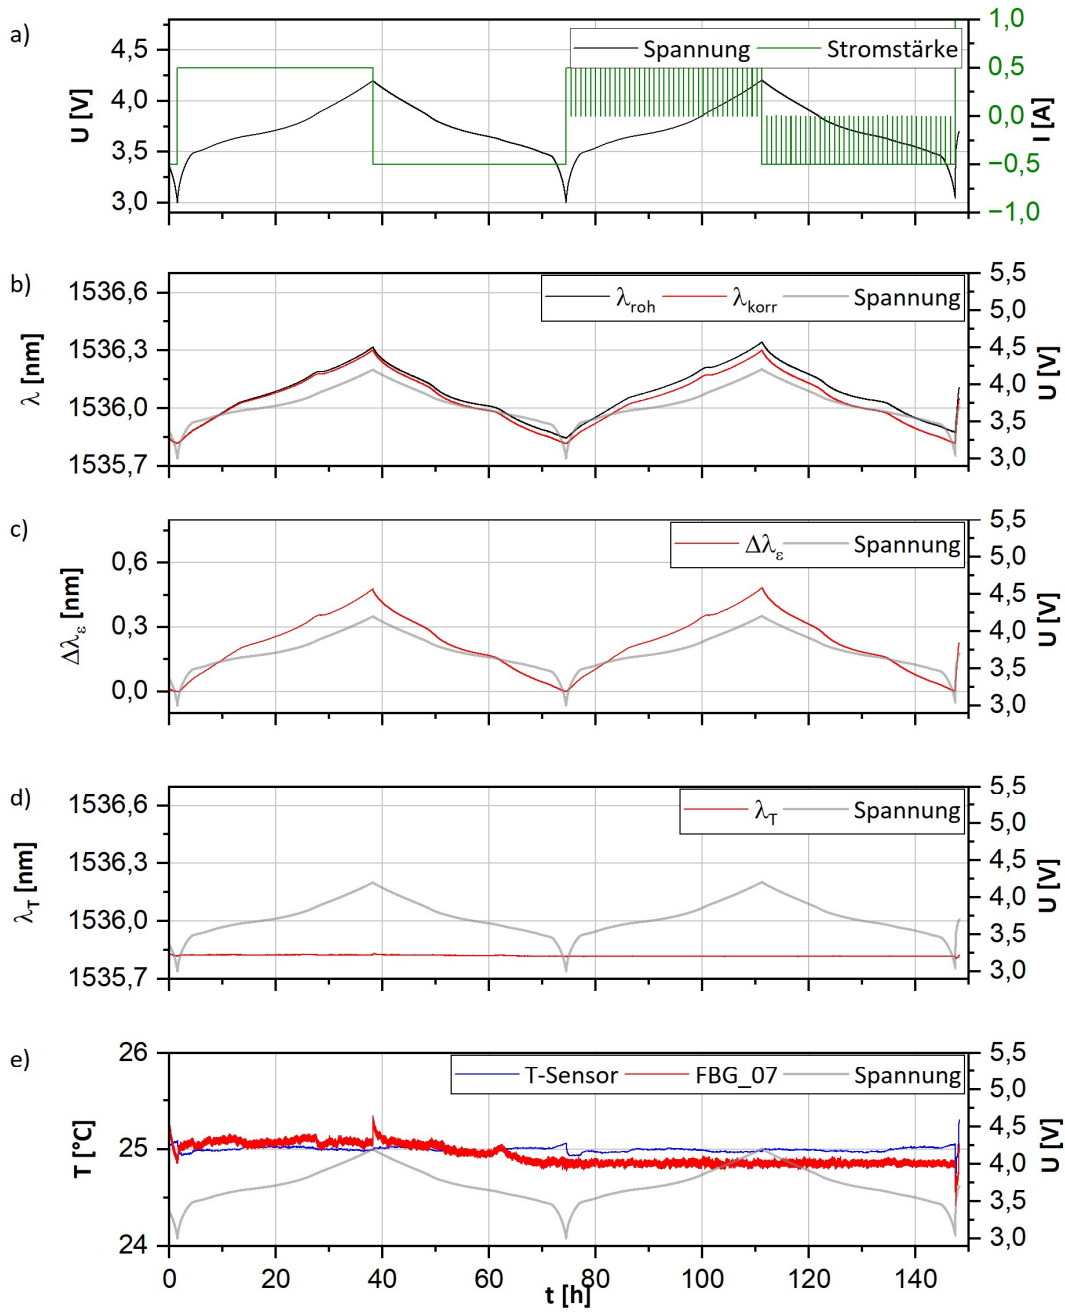 a)
Spannung Stromstärke
U [V]
4,5
4,0
3,5
3,0
1,0
0,5
0,0
−0,5
−1,0
I [A]
b)
λroh λkorr Spannung
λ [nm]
1536,6
1536,3
1536,0
1535,7
5,5
5,0
4,5
4,0
3,5
3,0
U [V]
c)
Δλε Spannung
Δλε [nm]
0,6
0,3
0,0
5,5
5,0
4,5
4,0
3,5
3,0
U [V]
d)
λT Spannung
λT [nm]
1536,6
1536,3
1536,0
1535,7
5,5
5,0
4,5
4,0
3,5
3,0
U [V]
e)
T-Sensor FBG_07 Spannung
T [°C]
26
25
24
5,5
5,0
4,5
4,0
3,5
3,0
U [V]
0 20 40 60 80 100 120 140
t [h]